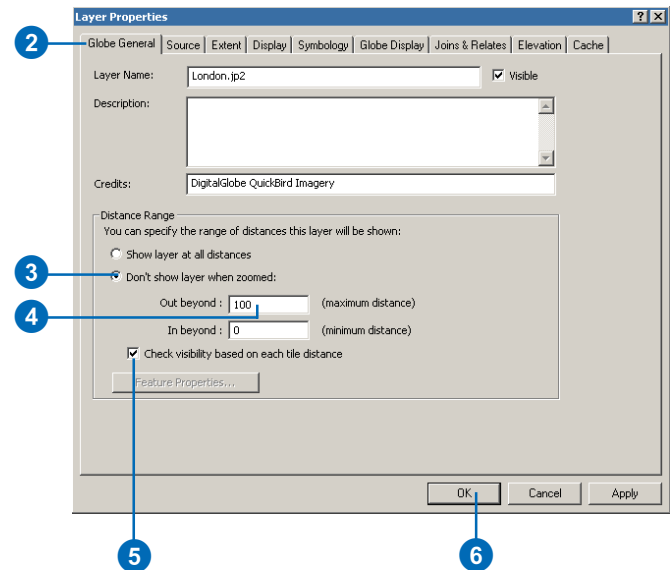 Layer Properties
2
Globe General Source Extent Display Symbology Globe Display Joins & Relates Elevation Cache
Layer Name: London.jp2 Visible
Description:
Credits: DigitalGlobe QuickBird Imagery
Distance Range
You can specify the range of distances this layer will be shown:
Show layer at all distances
3
Don't show layer when zoomed:
4
Out beyond : 100 (maximum distance)
In beyond : 0 (minimum distance)
Check visibility based on each tile distance
Feature Properties...
OK Cancel Apply
5
6